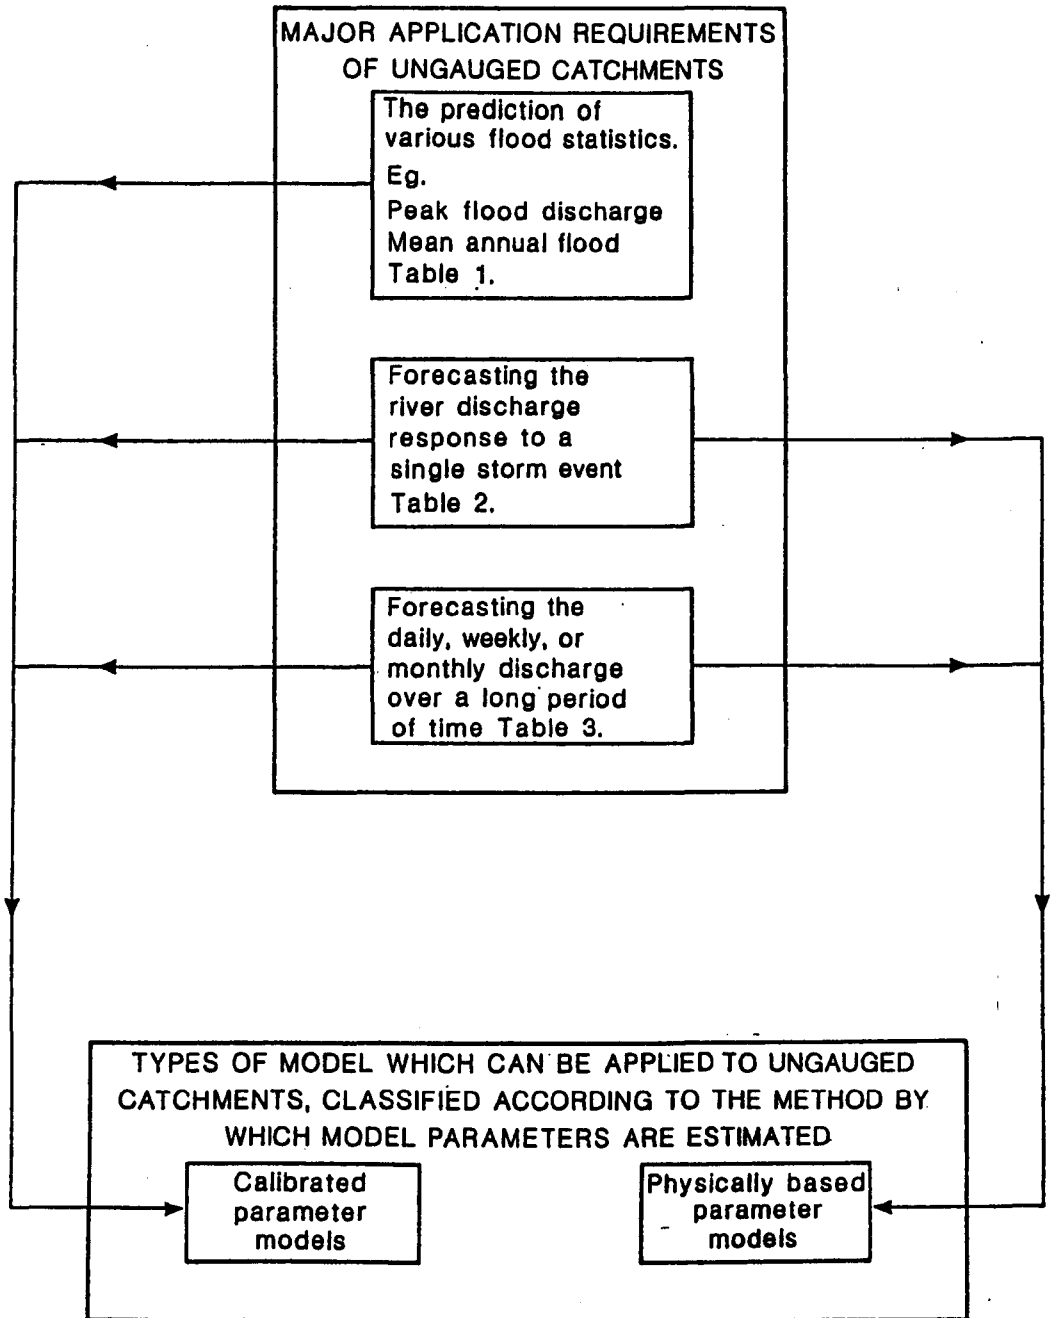 MAJOR APPLICATION REQUIREMENTS
OF UNGAUGED CATCHMENTS
The prediction of
various flood statistics.
Eg.
Peak flood discharge
Mean annual flood
Table 1.
Forecasting the
river discharge
response to a
single storm event
Table 2.
Forecasting the
daily, weekly, or
monthly discharge
over a long period
of time Table 3.
TYPES OF MODEL WHICH CAN BE APPLIED TO UNGAUGED
CATCHMENTS, CLASSIFIED ACCORDING TO THE METHOD BY
WHICH MODEL PARAMETERS ARE ESTIMATED
Calibrated
parameter
models
Physically based
parameter
models